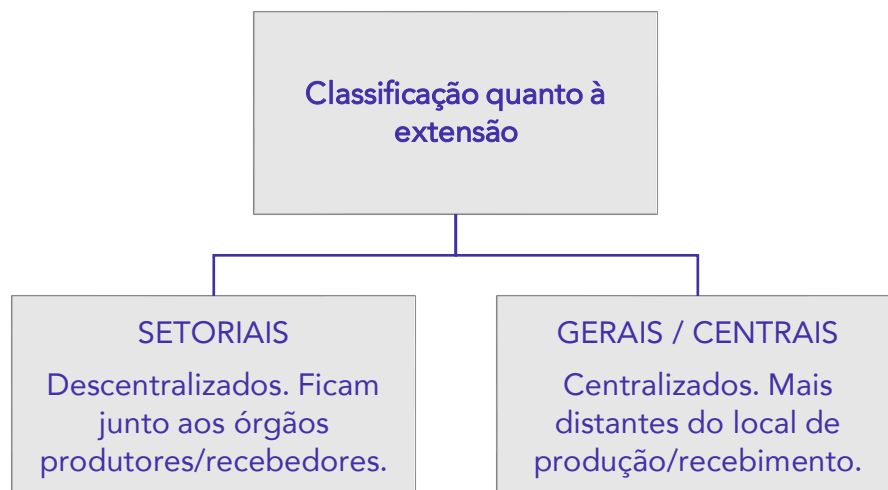 Classificação quanto à
extensão
SETORIAIS
Descentralizados. Ficam
junto aos órgãos
produtores/recebedores.
GERAIS / CENTRAIS
Centralizados. Mais
distantes do local de
produção/recebimento.